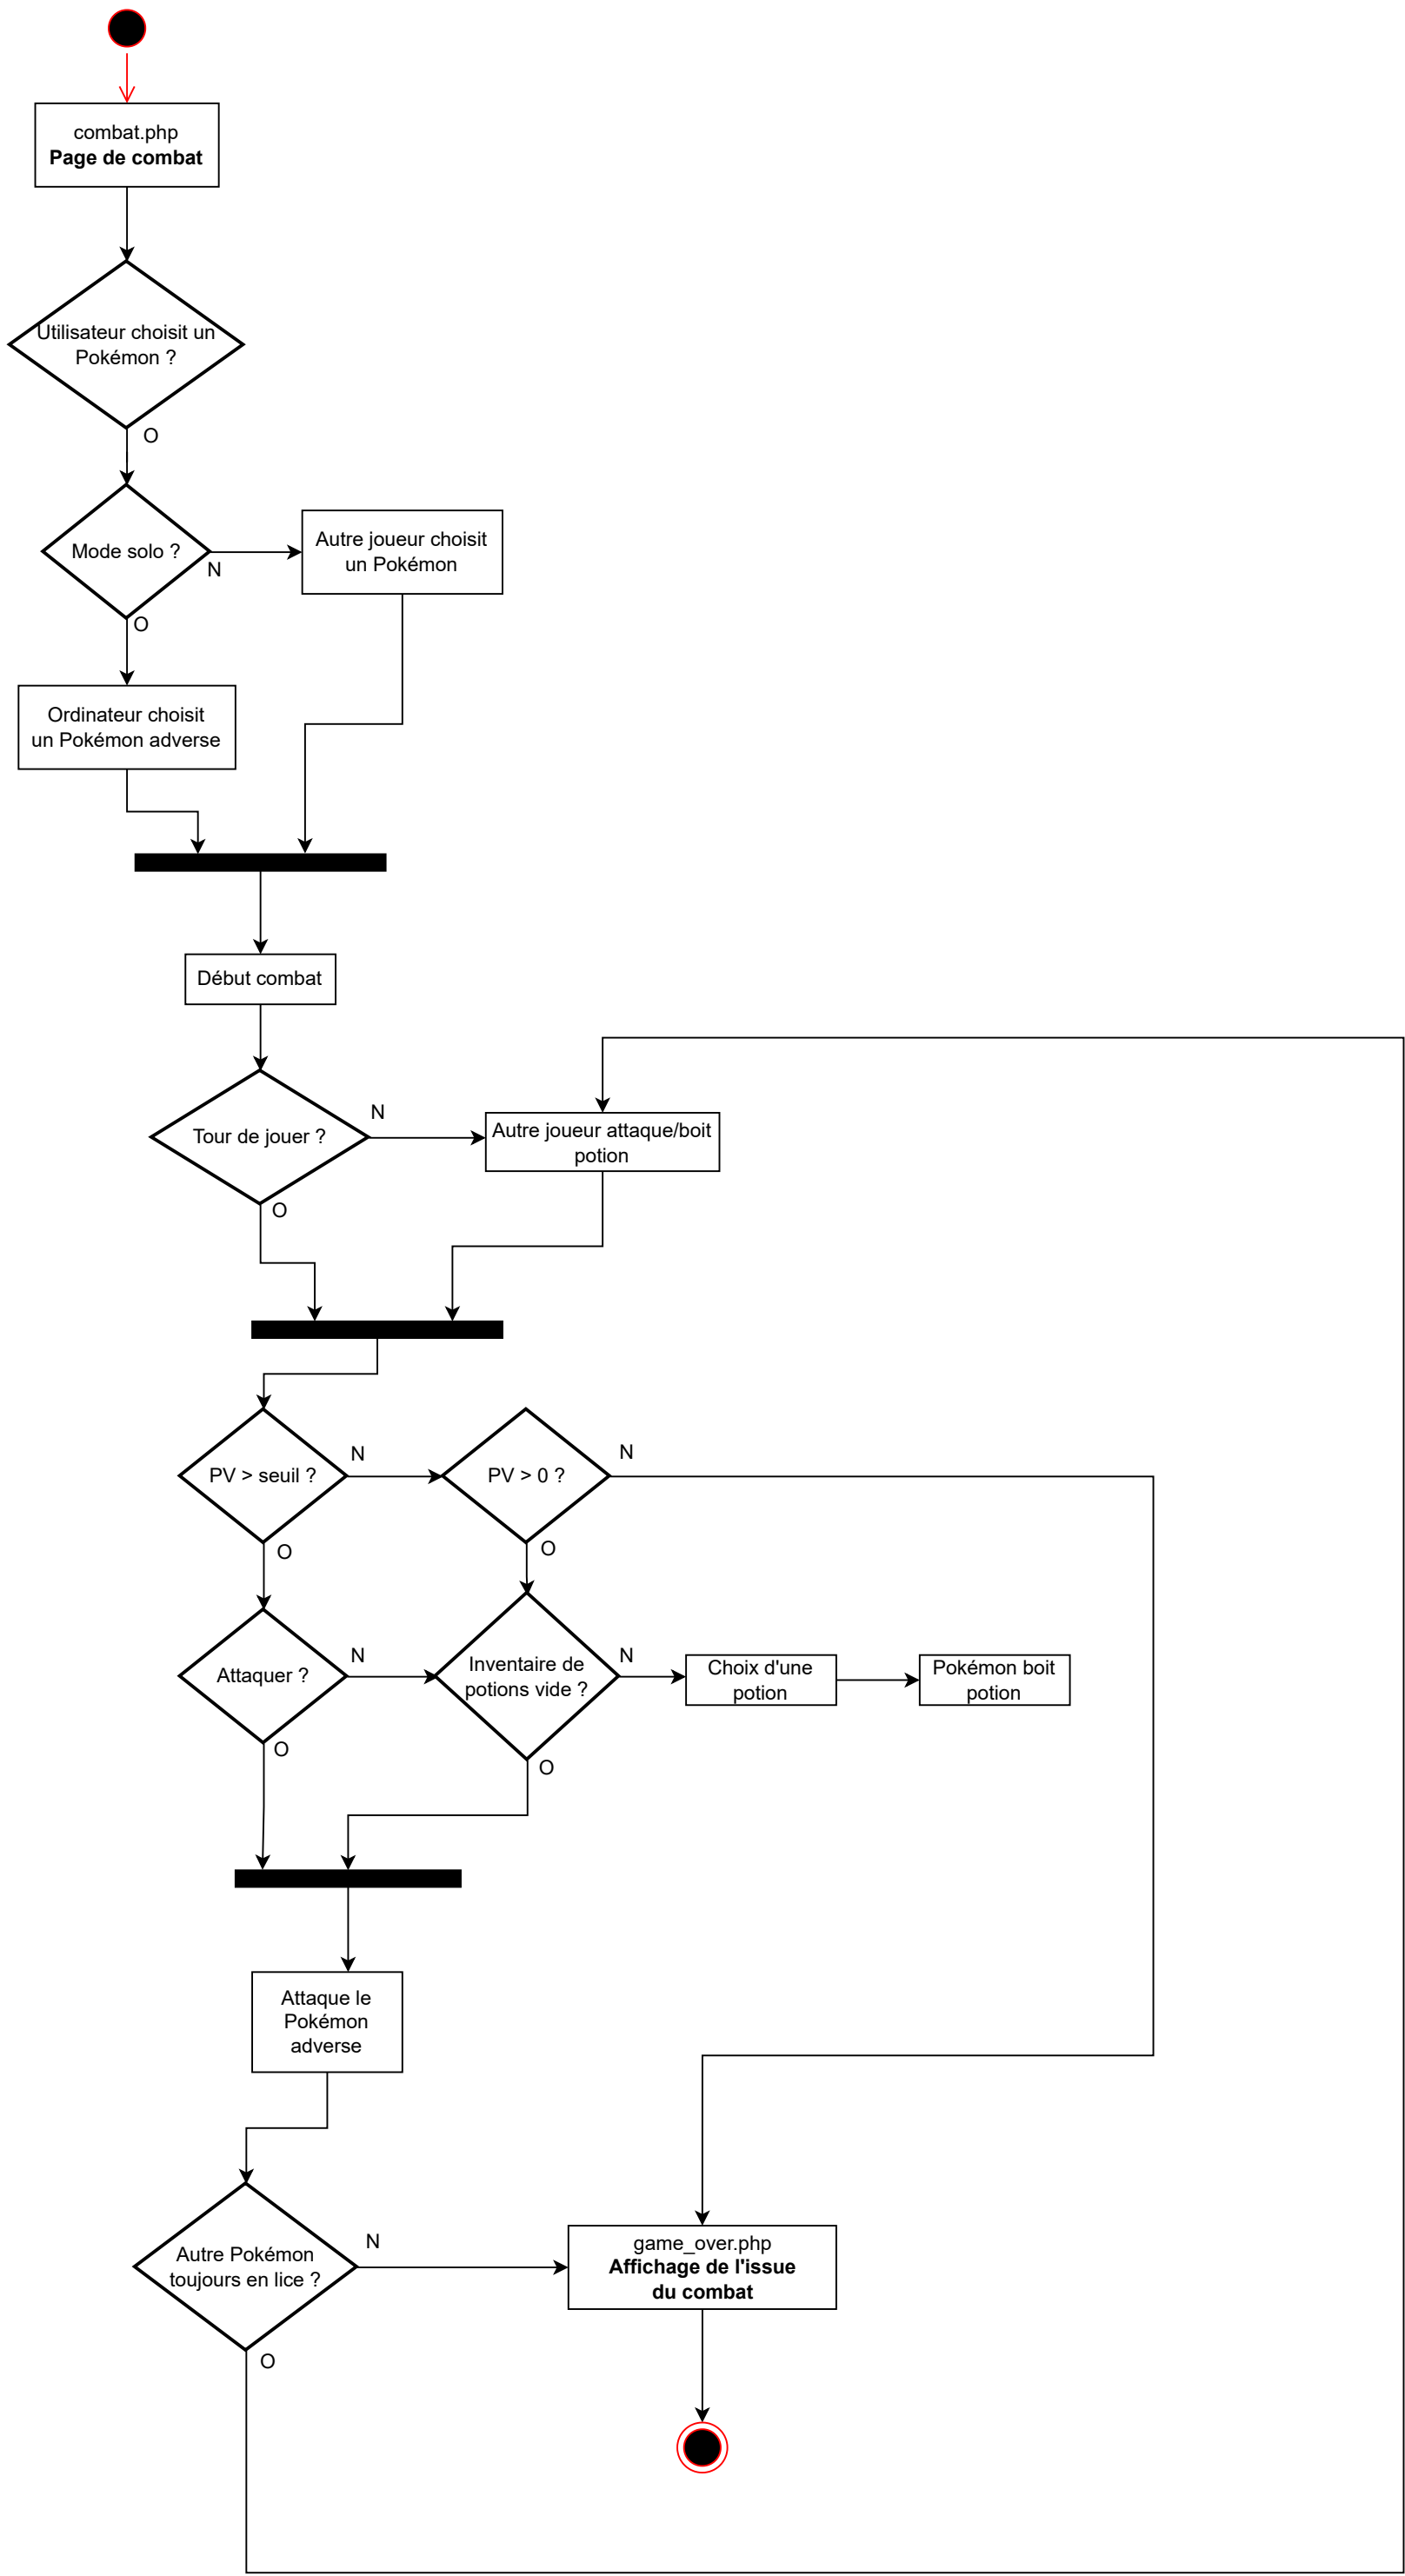 combat.php
Page de combat
Utilisateur choisit un
Pokémon ?
O
Mode solo ?
N
Autre joueur choisit
un Pokémon
O
Ordinateur choisit
un Pokémon adverse
Début combat
Tour de jouer ?
N
Autre joueur attaque/boit
potion
O
PV > seuil ?
N
PV > 0 ?
N
O
O
Attaquer ?
N
Inventaire de
potions vide ?
N
Choix d'une
potion
Pokémon boit
potion
O
O
Attaque le
Pokémon
adverse
Autre Pokémon
toujours en lice ?
N
game_over.php
Affichage de l'issue
du combat
O